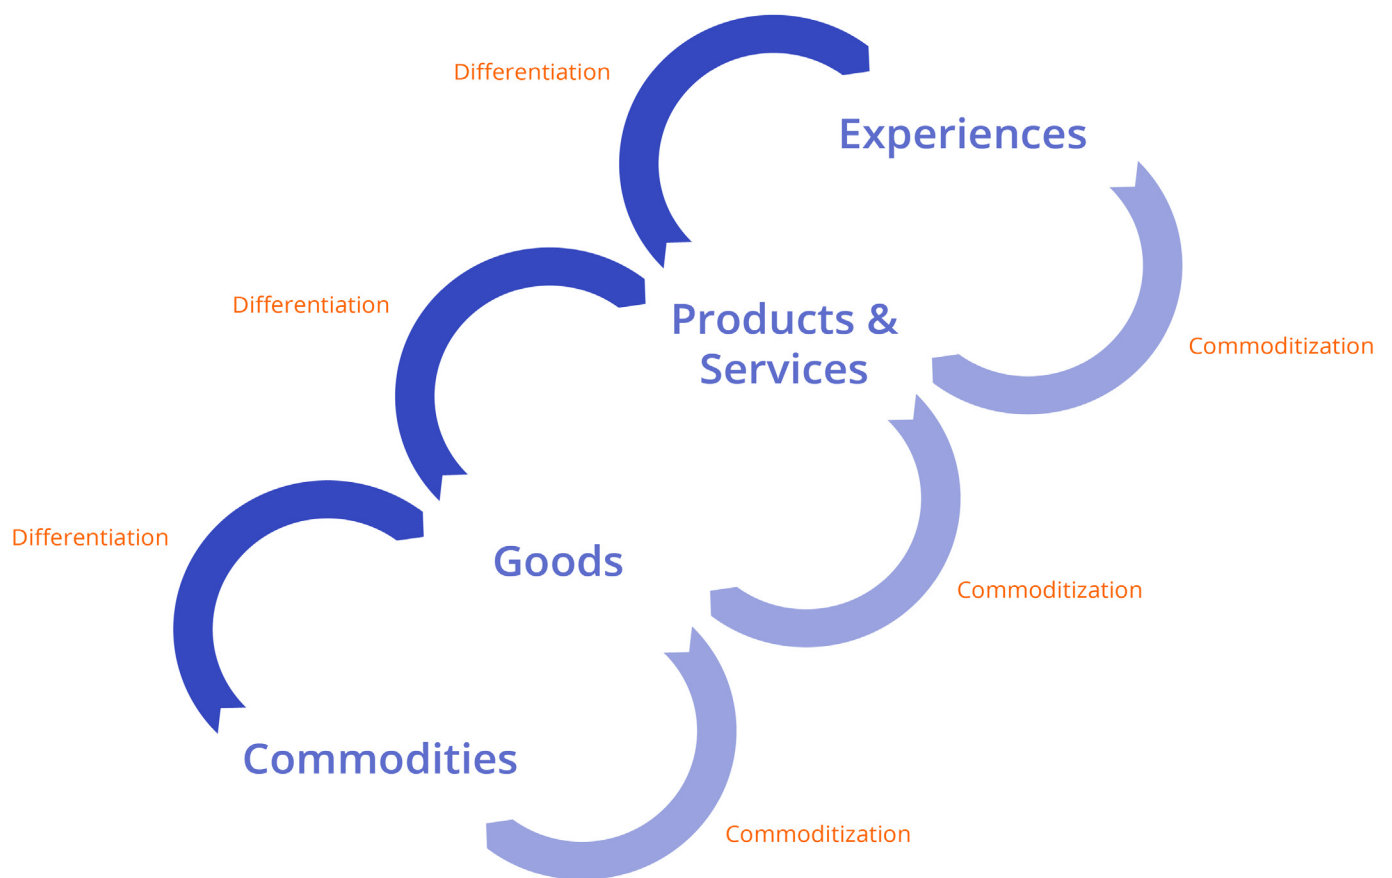 Differentiation
Experiences
Differentiation
Products &
Services
Commoditization
Differentiation
Goods
Commoditization
Commodities
Commoditization